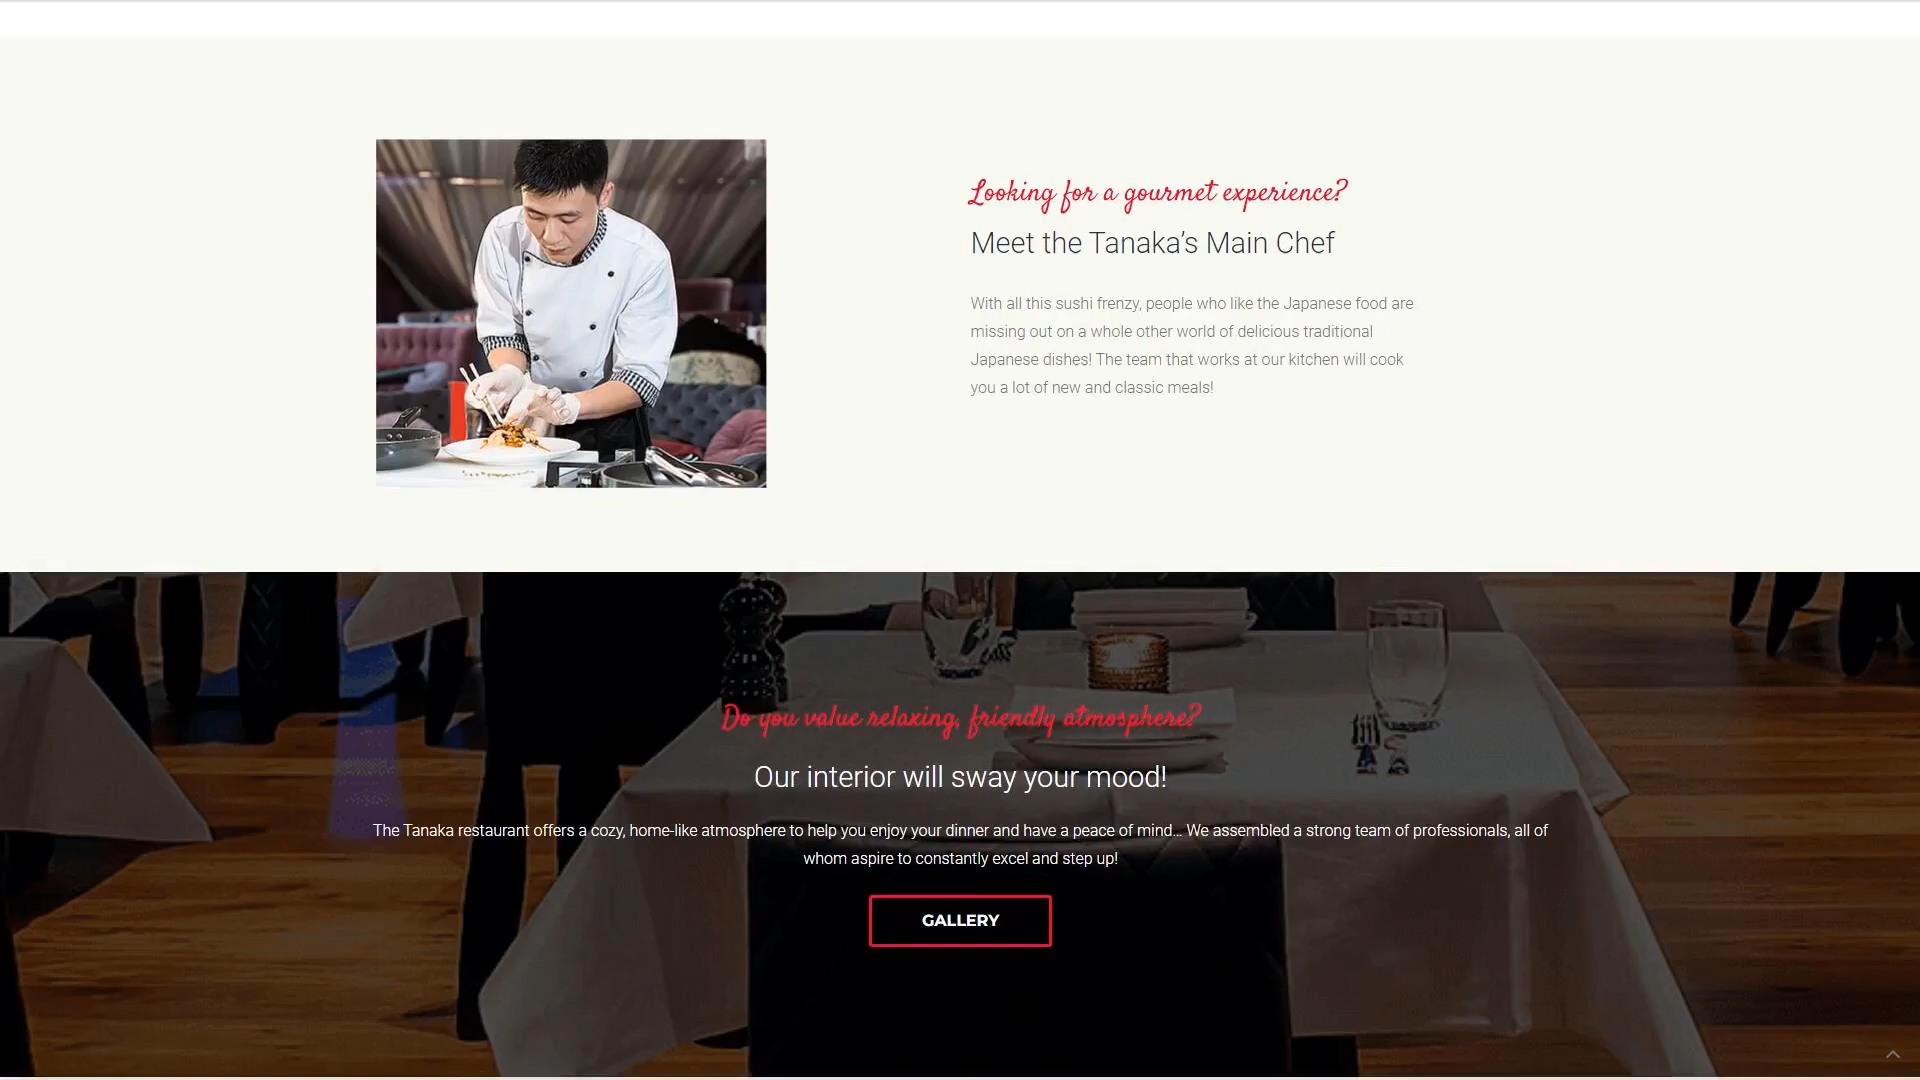 Looking for a gourmet experience?
Meet the Tanaka’s Main Chef
With all this sushi frenzy, people who like the Japanese food are
missing out on a whole other world of delicious traditional
Japanese dishes! The team that works at our kitchen will cook
you a lot of new and classic meals!
Do you value relaxing, friendly atmosphere?
Our interior will sway your mood!
The Tanaka restaurant offers a cozy, home-like atmosphere to help you enjoy your dinner and have a peace of mind... We assembled a strong team of professionals, all of
whom aspire to constantly excel and step up!
GALLERY